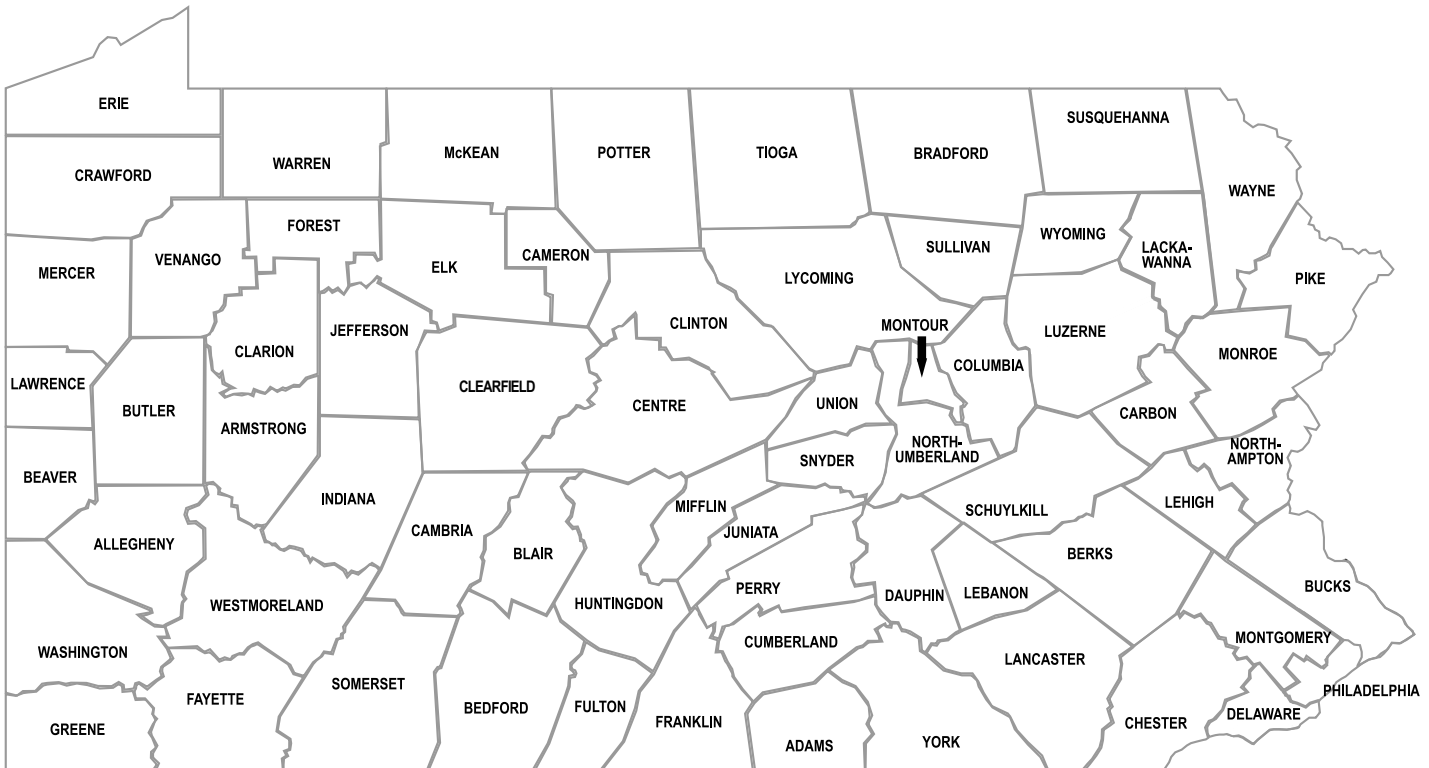 ERIE
SUSQUEHANNA
McKEAN
POTTER
TIOGA
BRADFORD
WARREN
CRAWFORD
WAYNE
FOREST
WYOMING
SULLIVAN
LACKA-
WANNA
CAMERON
VENANGO
ELK
MERCER
LYCOMING
PIKE
CLINTON
MONTOUR
JEFFERSON
LUZERNE
CLARION
MONROE
COLUMBIA
LAWRENCE
CLEARFIELD
CENTRE
UNION
BUTLER
CARBON
ARMSTRONG
NORTH-
UMBERLAND
NORTH-
AMPTON
SNYDER
BEAVER
INDIANA
LEHIGH
MIFFLIN
SCHUYLKILL
CAMBRIA
JUNIATA
ALLEGHENY
BLAIR
BERKS
BUCKS
PERRY
LEBANON
DAUPHIN
HUNTINGDON
WESTMORELAND
MONTGOMERY
CUMBERLAND
WASHINGTON
LANCASTER
SOMERSET
PHILADELPHIA
FAYETTE
BEDFORD
FULTON
DELAWARE
FRANKLIN
CHESTER
GREENE
YORK
ADAMS